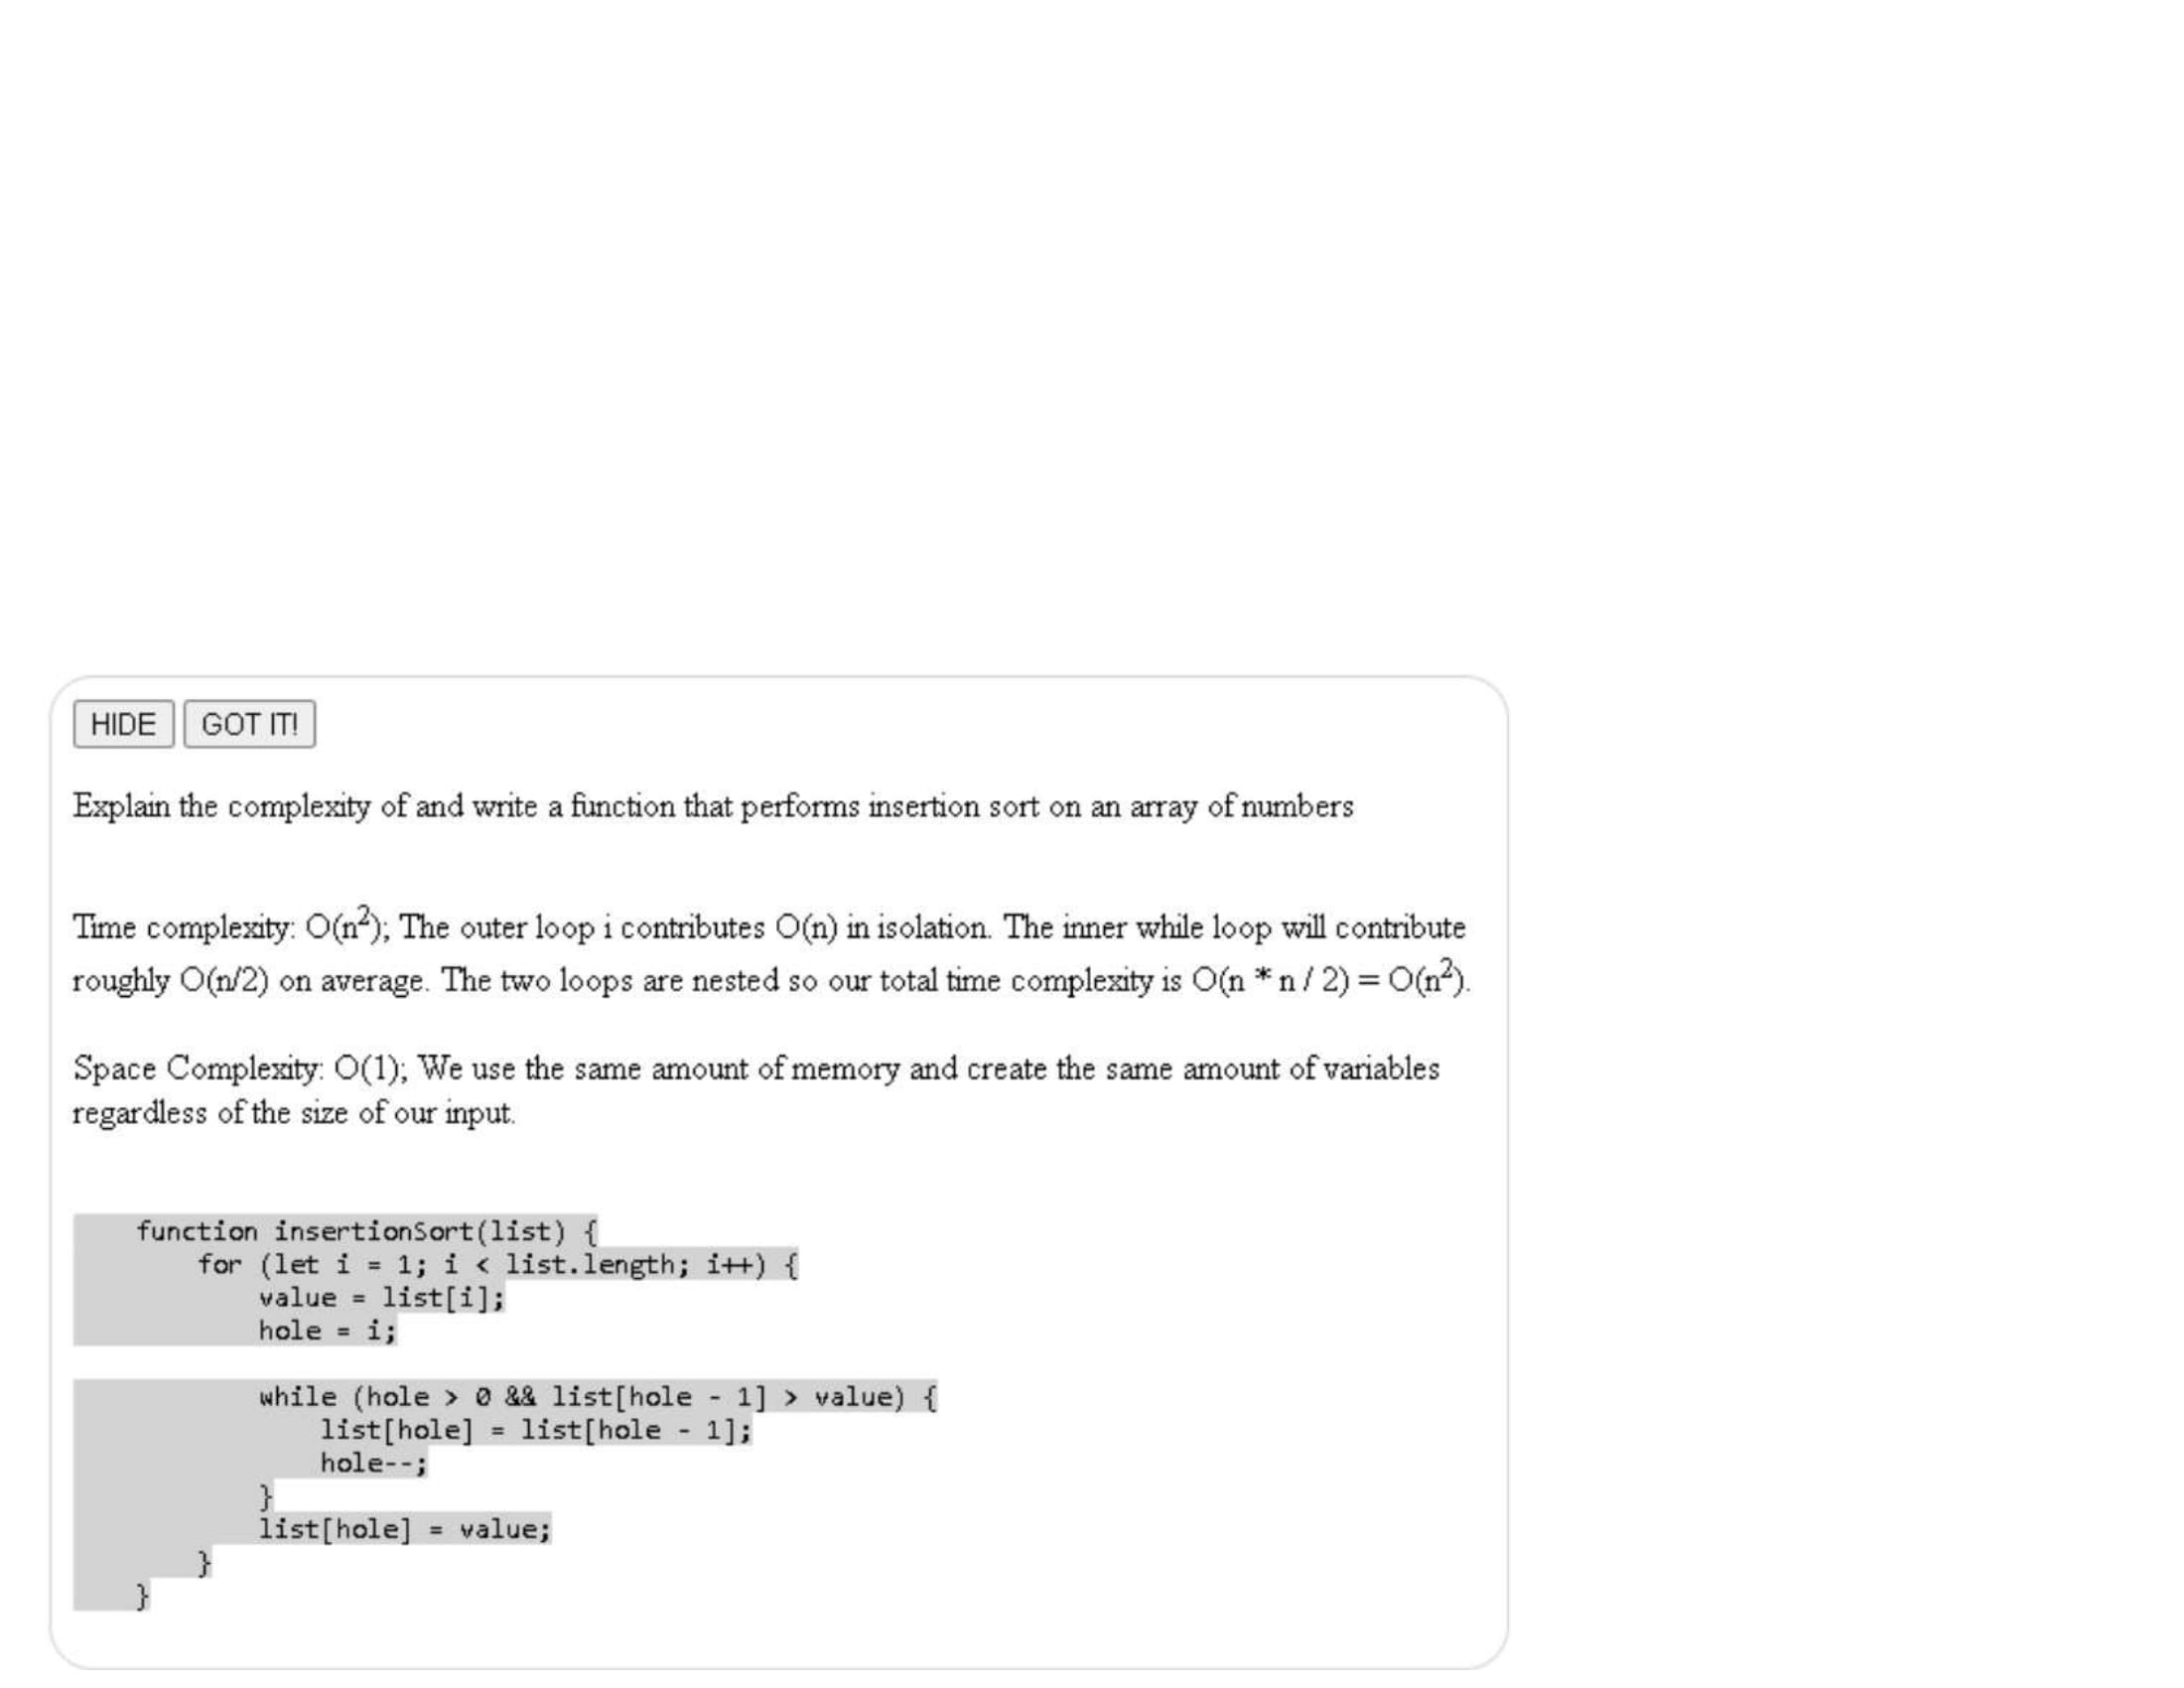 HIDE GOT IT!
Explain the complexity of and write a function that performs insertion sort on an array of numbers
Time complexity: O(n²); The outer loop i contributes O(n) in isolation. The inner while loop will contribute
roughly O(n/2) on average. The two loops are nested so our total time complexity is O(n * n / 2) = O(n²).
Space Complexity: O(1); We use the same amount of memory and create the same amount of variables
regardless of the size of our input.
function insertionSort(list) {
for (let i = 1; i < list.length; i++) {
value = list[i];
hole = i;
while (hole > 0 && list[hole - 1] > value) {
list[hole] = list[hole - 1];
hole--;
}
list[hole] = value;
}
}